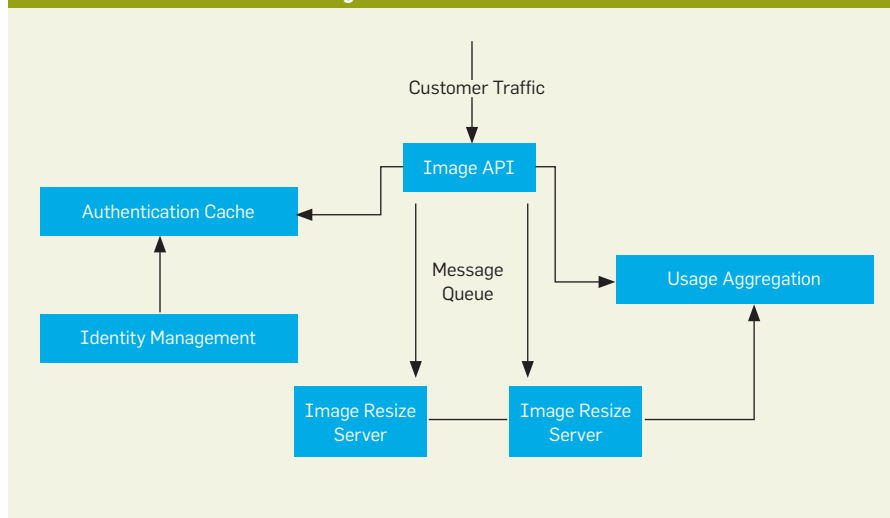 Customer Traffic
Image API
Authentication Cache
Message
Queue
Usage Aggregation
Identity Management
Image Resize
Server
Image Resize
Server